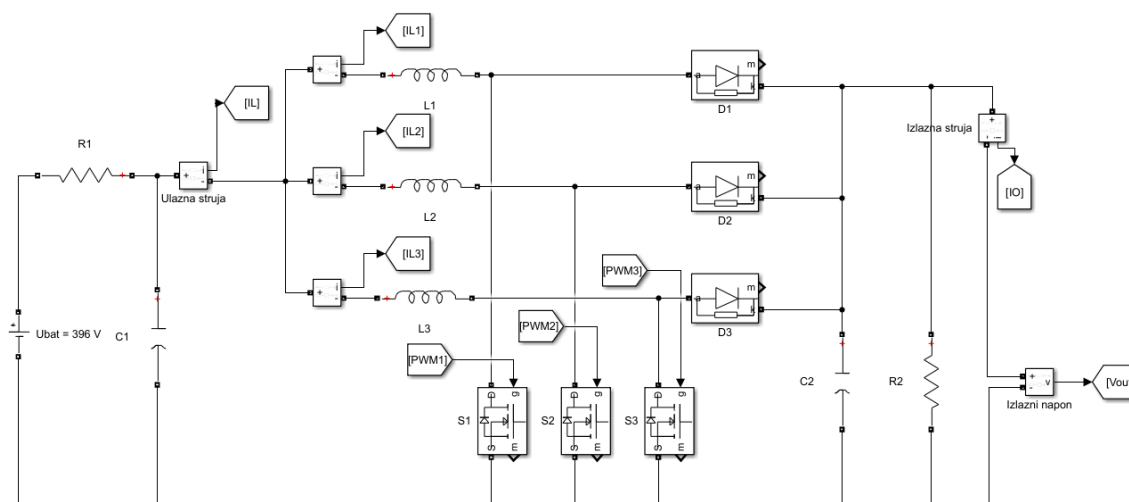 [IL1]
i
+
-
L1
a
m
k
D1
[IL]
R1
[IL2]
i
+
-
Ulazna struja
i
+
-
L2
a
m
k
D2
Izlazna struja
+
-
i
[IO]
[IL3]
i
+
-
L3
[PWM3]
a
m
k
D3
[PWM2]
[PWM1]
+
Ubat = 396 V
C1
S1
D
g
S
m
S2
D
g
S
m
S3
D
g
S
m
C2
R2
+
-
v
Izlazni napon
[Vou